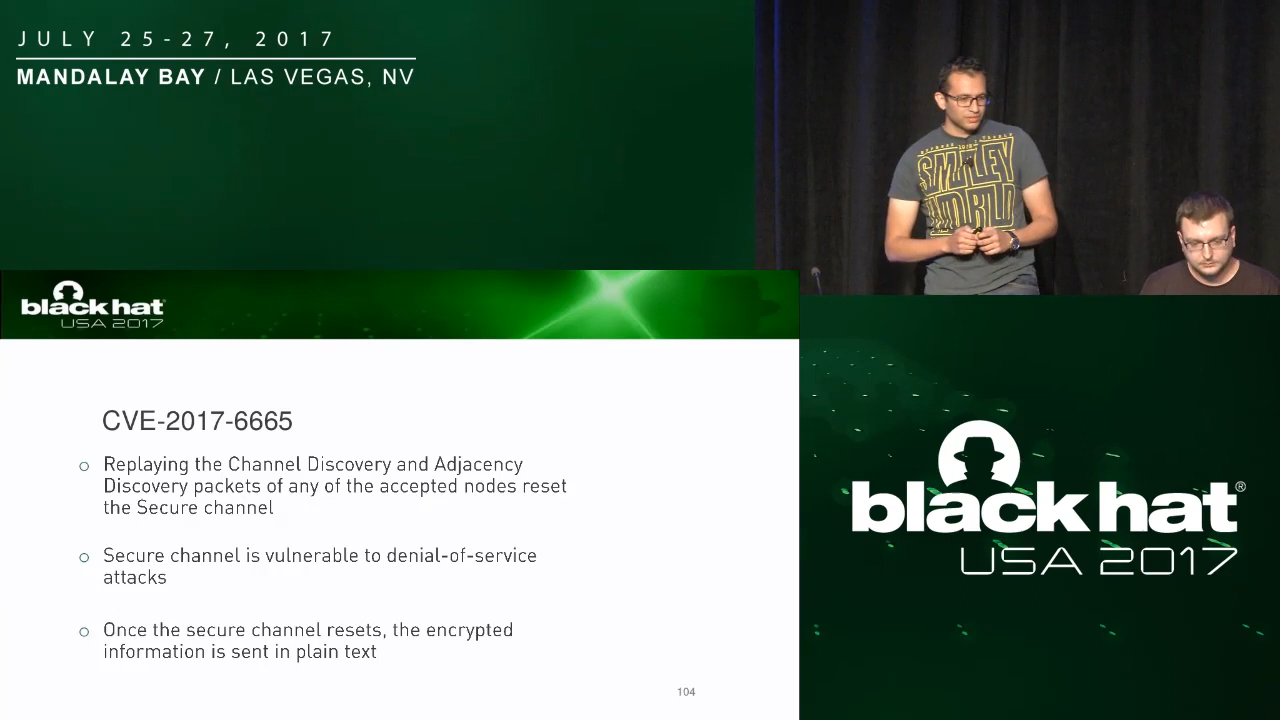 JULY 25-27, 2017
MANDALAY BAY / LAS VEGAS, NV
SMILEY
black hat
USA 2017
CVE-2017-6665
Replaying the Channel Discovery and Adjacency
Discovery packets of any of the accepted nodes reset
the Secure channel
Secure channel is vulnerable to denial-of-service
attacks
Once the secure channel resets, the encrypted
information is sent in plain text
104
black hat®
USA 2017